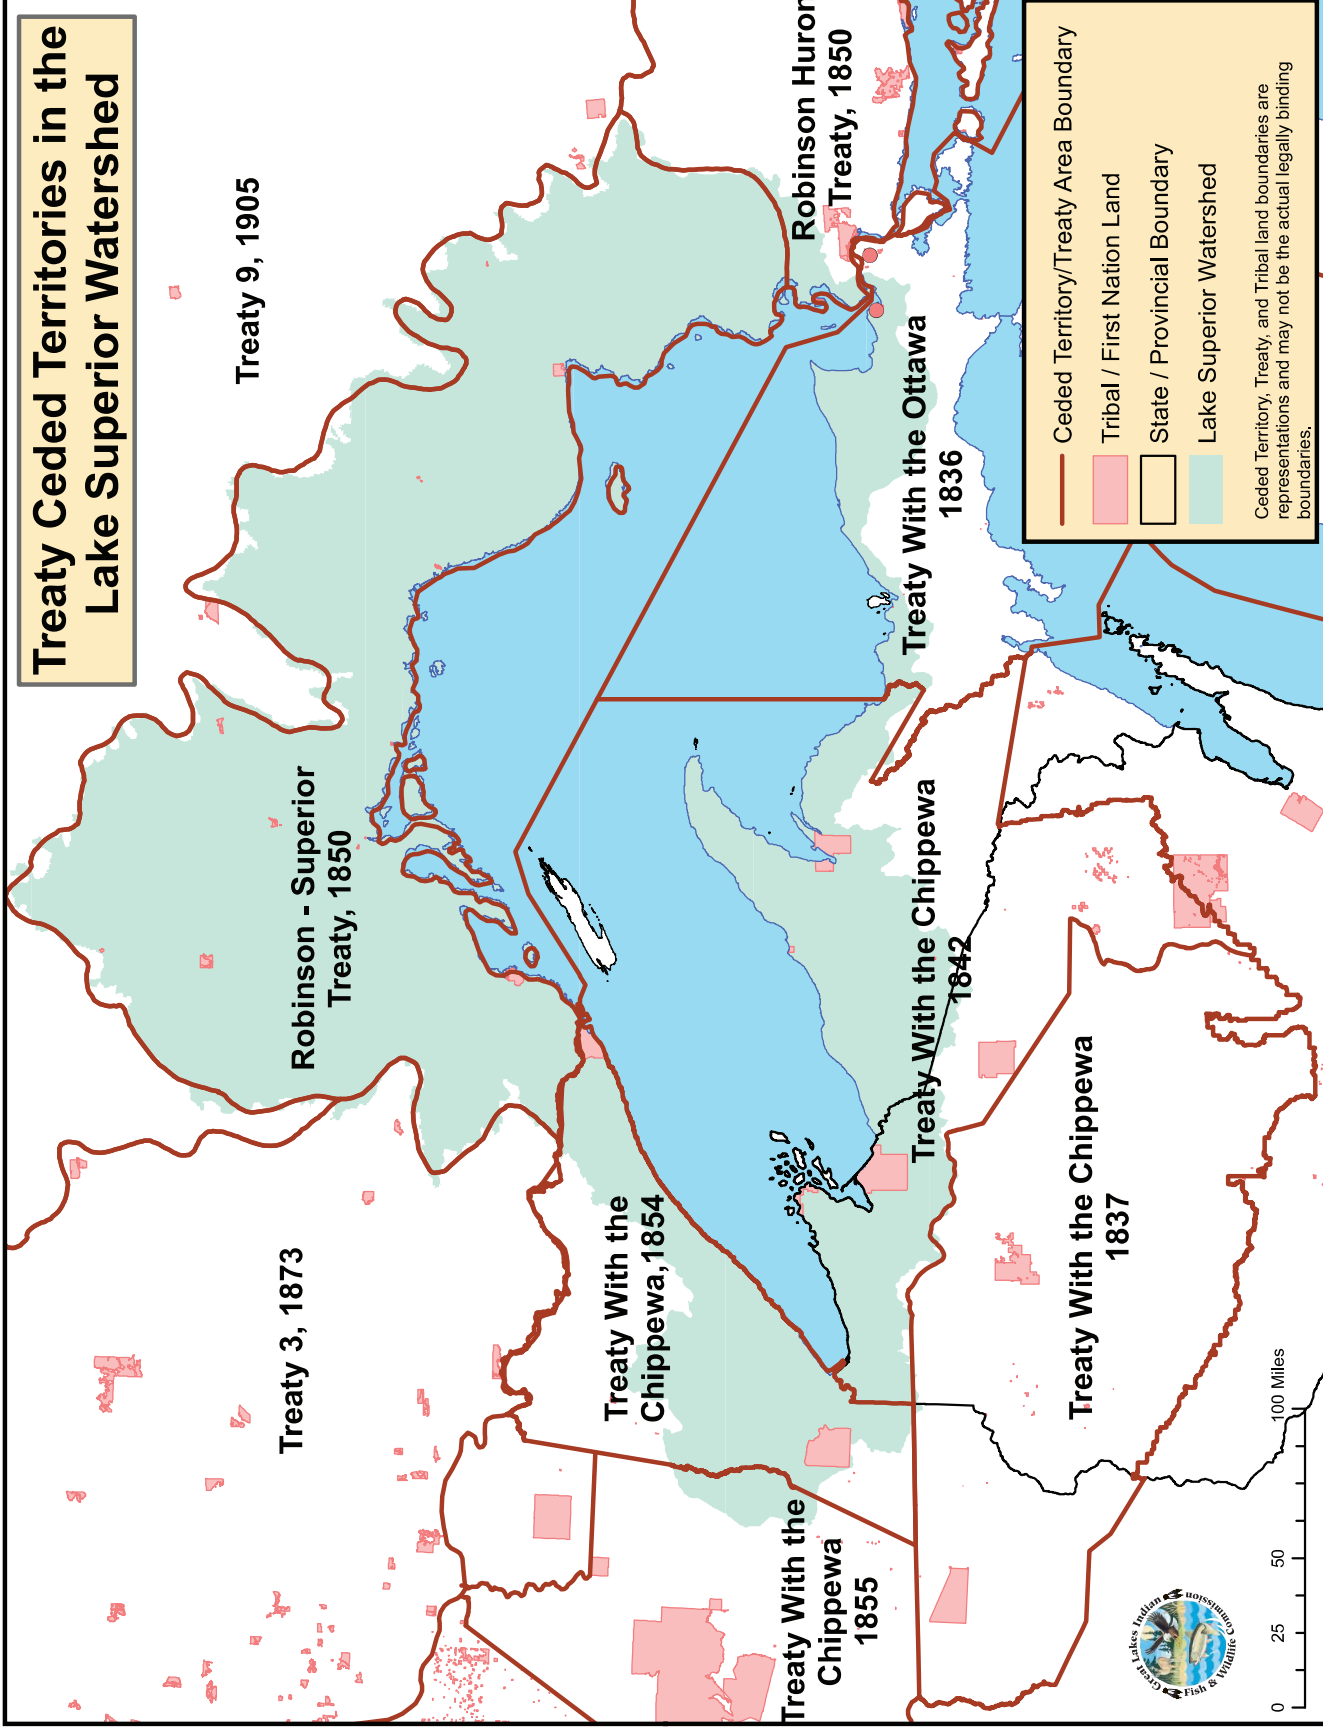 Treaty Ceded Territories in the
Lake Superior Watershed
Treaty 9, 1905
Robinson - Superior
Treaty, 1850
Treaty 3, 1873
Robinson Huron
Treaty, 1850
Treaty With the
Chippewa,1854
Treaty With the
Chippewa
1855
Treaty With the Ottawa
1836
Treaty With the Chippewa
1842
Treaty With the Chippewa
1837
Ceded Territory/Treaty Area Boundary
Tribal / First Nation Land
State / Provincial Boundary
Lake Superior Watershed
Ceded Territory, Treaty, and Tribal land boundaries are
representations and may not be the actual legally binding
boundaries.
Great Lakes Indian
Fish & Wildlife Commission
0 25 50 100 Miles